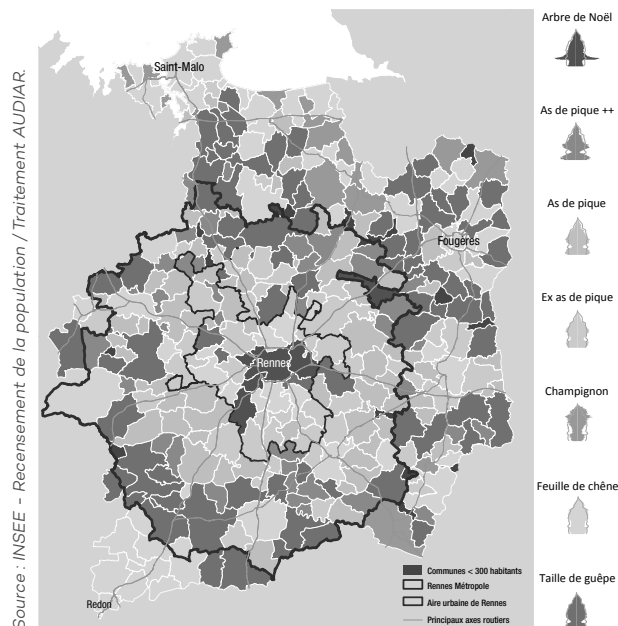 Source : INSEE - Recensement de la population / Traitement AUDIAR.
Saint-Malo
Fougères
Rennes
Redon
Communes < 300 habitants
Rennes Métropole
Aire urbaine de Rennes
Principaux axes routiers
Arbre de Noël
As de pique ++
As de pique
Ex as de pique
Champignon
Feuille de chêne
Taille de guêpe